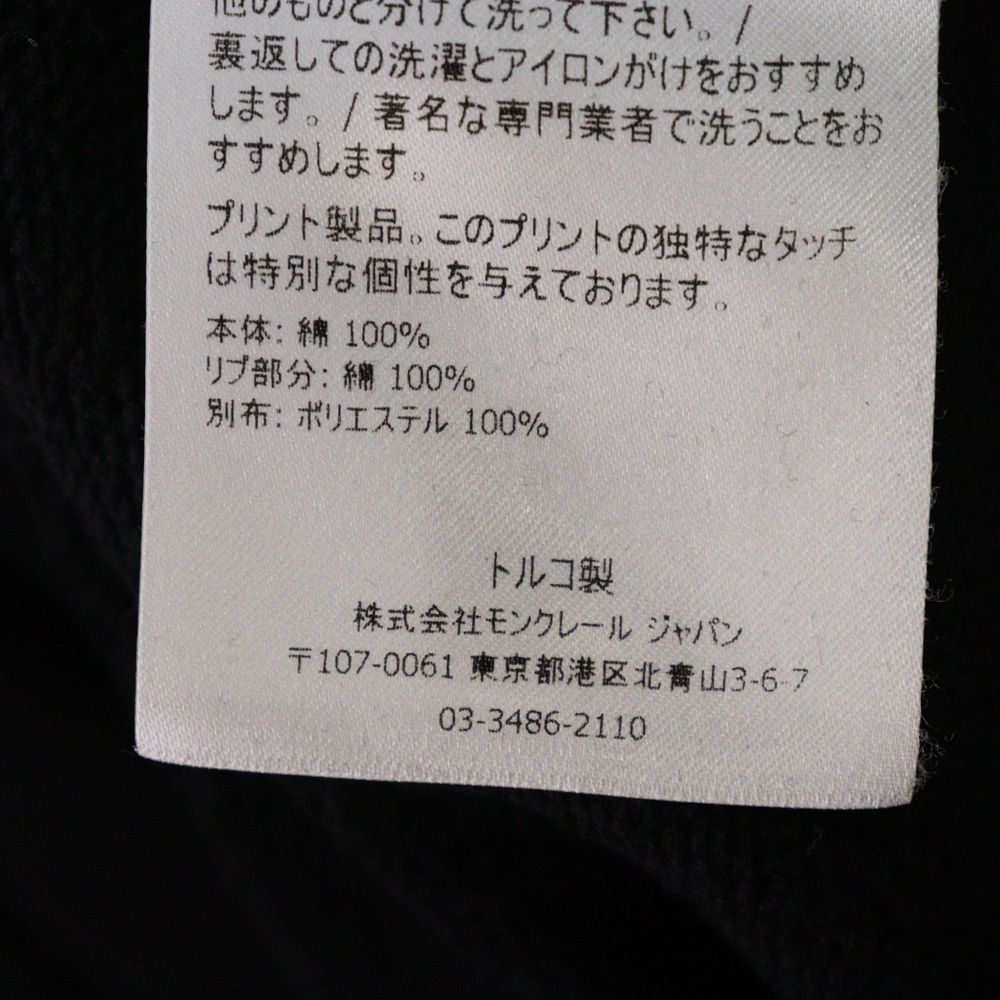 他のものと分けて洗って下さい。/
裏返しての洗濯とアイロンがけをおすすめ
します。/ 著名な専門業者で洗うことをお
すすめします。
プリント製品。このプリントの独特なタッチ
は特別な個性を与えております。
本体: 綿 100%
リブ部分: 綿 100%
別布: ポリエステル 100%
トルコ製
株式会社モンクレール ジャパン
〒107-0061 東京都港区北青山3-6-7
03-3486-2110